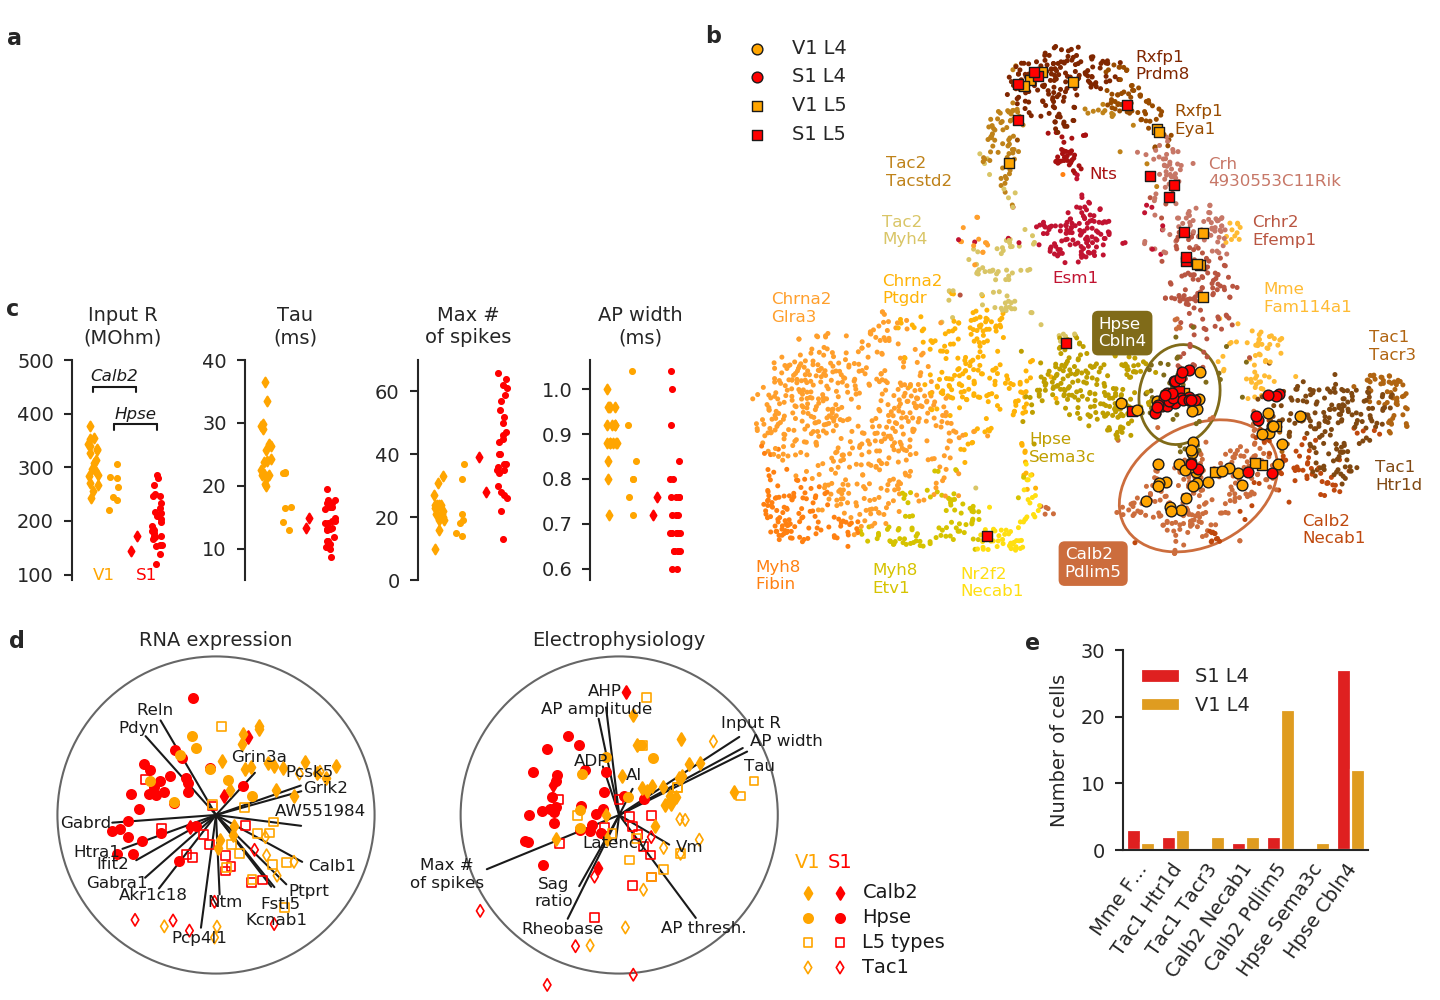 a
b
V1 L4
S1 L4
V1 L5
S1 L5
Rxfp1
Prdm8
Rxfp1
Eya1
Tac2
Tacstd2
Nts
Crh
4930553C11Rik
Tac2
Myh4
Crhr2
Efemp1
Esm1
Chrna2
Ptgdr
Chrna2
Glra3
Mme
Fam114a1
Hpse
Cbln4
Tac1
Tacr3
Hpse
Sema3c
Tac1
Htr1d
Calb2
Necab1
Calb2
Pdlim5
Myh8
Fibin
Myh8
Etv1
Nr2f2
Necab1
c
Input R
(MOhm)
500
400
300
200
100
Calb2
Hpse
V1
S1
Tau
(ms)
40
30
20
10
Max #
of spikes
60
40
20
0
AP width
(ms)
1.0
0.9
0.8
0.7
0.6
d
RNA expression
Reln
Pdyn
Grin3a
Pcsk5
Grik2
AW551984
Gabrd
Htra1
Ifit2
Gabra1
Akr1c18
Calb1
Ptprt
Ntm
Fstl5
Kcnab1
Pcp4l1
Electrophysiology
AHP
AP amplitude
Input R
AP width
Tau
ADP
AI
Latency
Vm
Max #
of spikes
Sag
ratio
Rheobase
AP thresh.
V1 S1
Calb2
Hpse
L5 types
Tac1
e
Number of cells
30
20
10
0
S1 L4
V1 L4
Mme F...
Tac1 Htr1d
Tac1 Tacr3
Calb2 Necab1
Calb2 Pdlim5
Hpse Sema3c
Hpse Cbln4